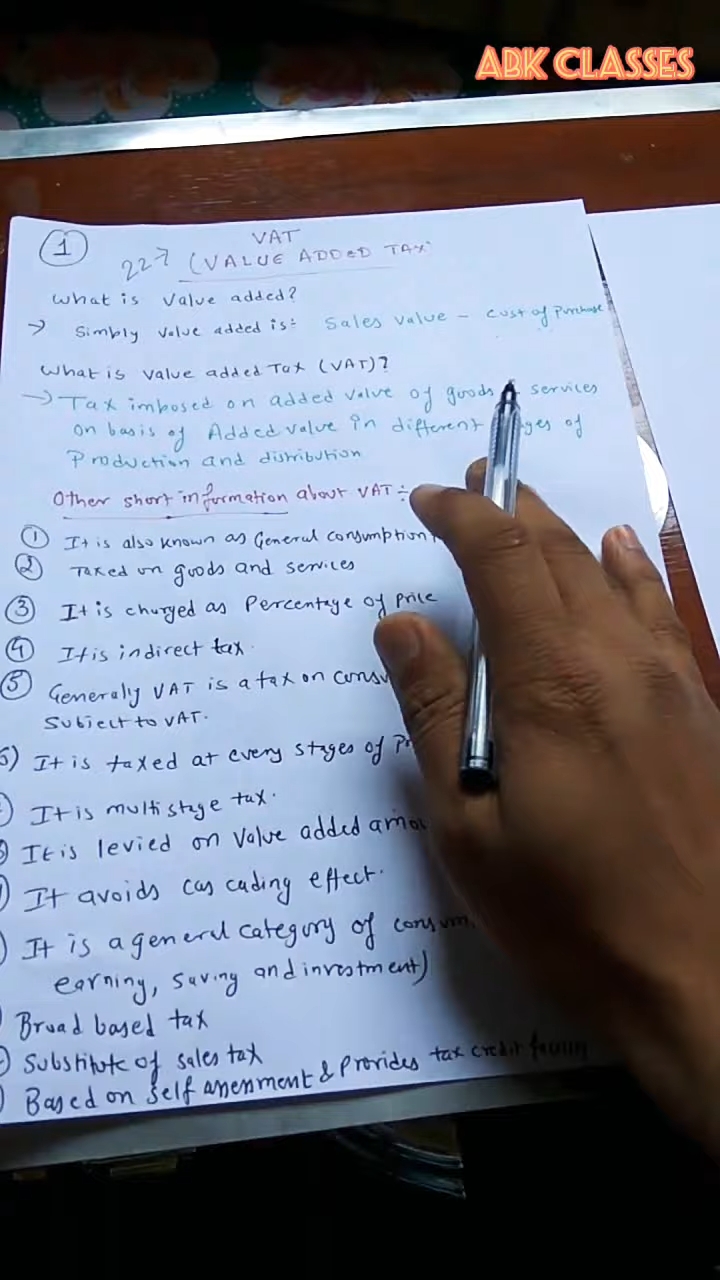 ABK CLASSES
1
VAT
227 (VALUE ADDED TAX)
What is Value added?
→ Simply value added is:- Sales value - cost of Purchase
What is value added Tax (VAT)?
→ Tax imposed on added value of goods services
on basis of Added value in different of
Production and distribution
Other short information about VAT ÷
1 It is also known as General consumption
2 Taxed on goods and services
3 It is charged as Percentage of price
4 It is indirect tax.
5 Generaly VAT is a tax on
Subject to VAT.
6) It is taxed at every stages of
It is multistage tax.
It is levied on Value added
It avoids cascading effect.
It is a general category of
earning, saving and investment)
Broad based tax
Substitute of sales tax
Based on self assessment & provides tax credit